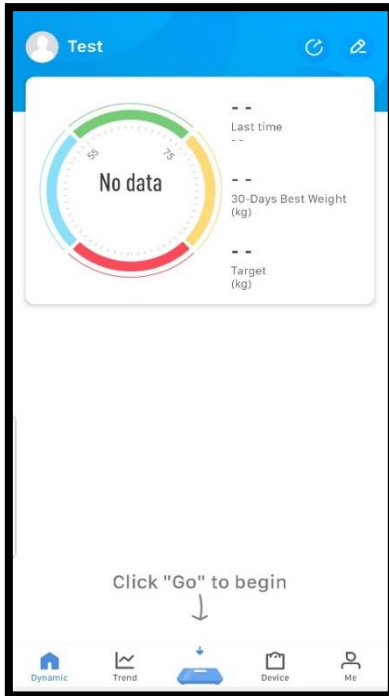 Test
- -
Last time
- -
55
75
No data
- -
30-Days Best Weight
(kg)
- -
Target
(kg)
Click "Go" to begin
Dynamic
Trend
Device
Me